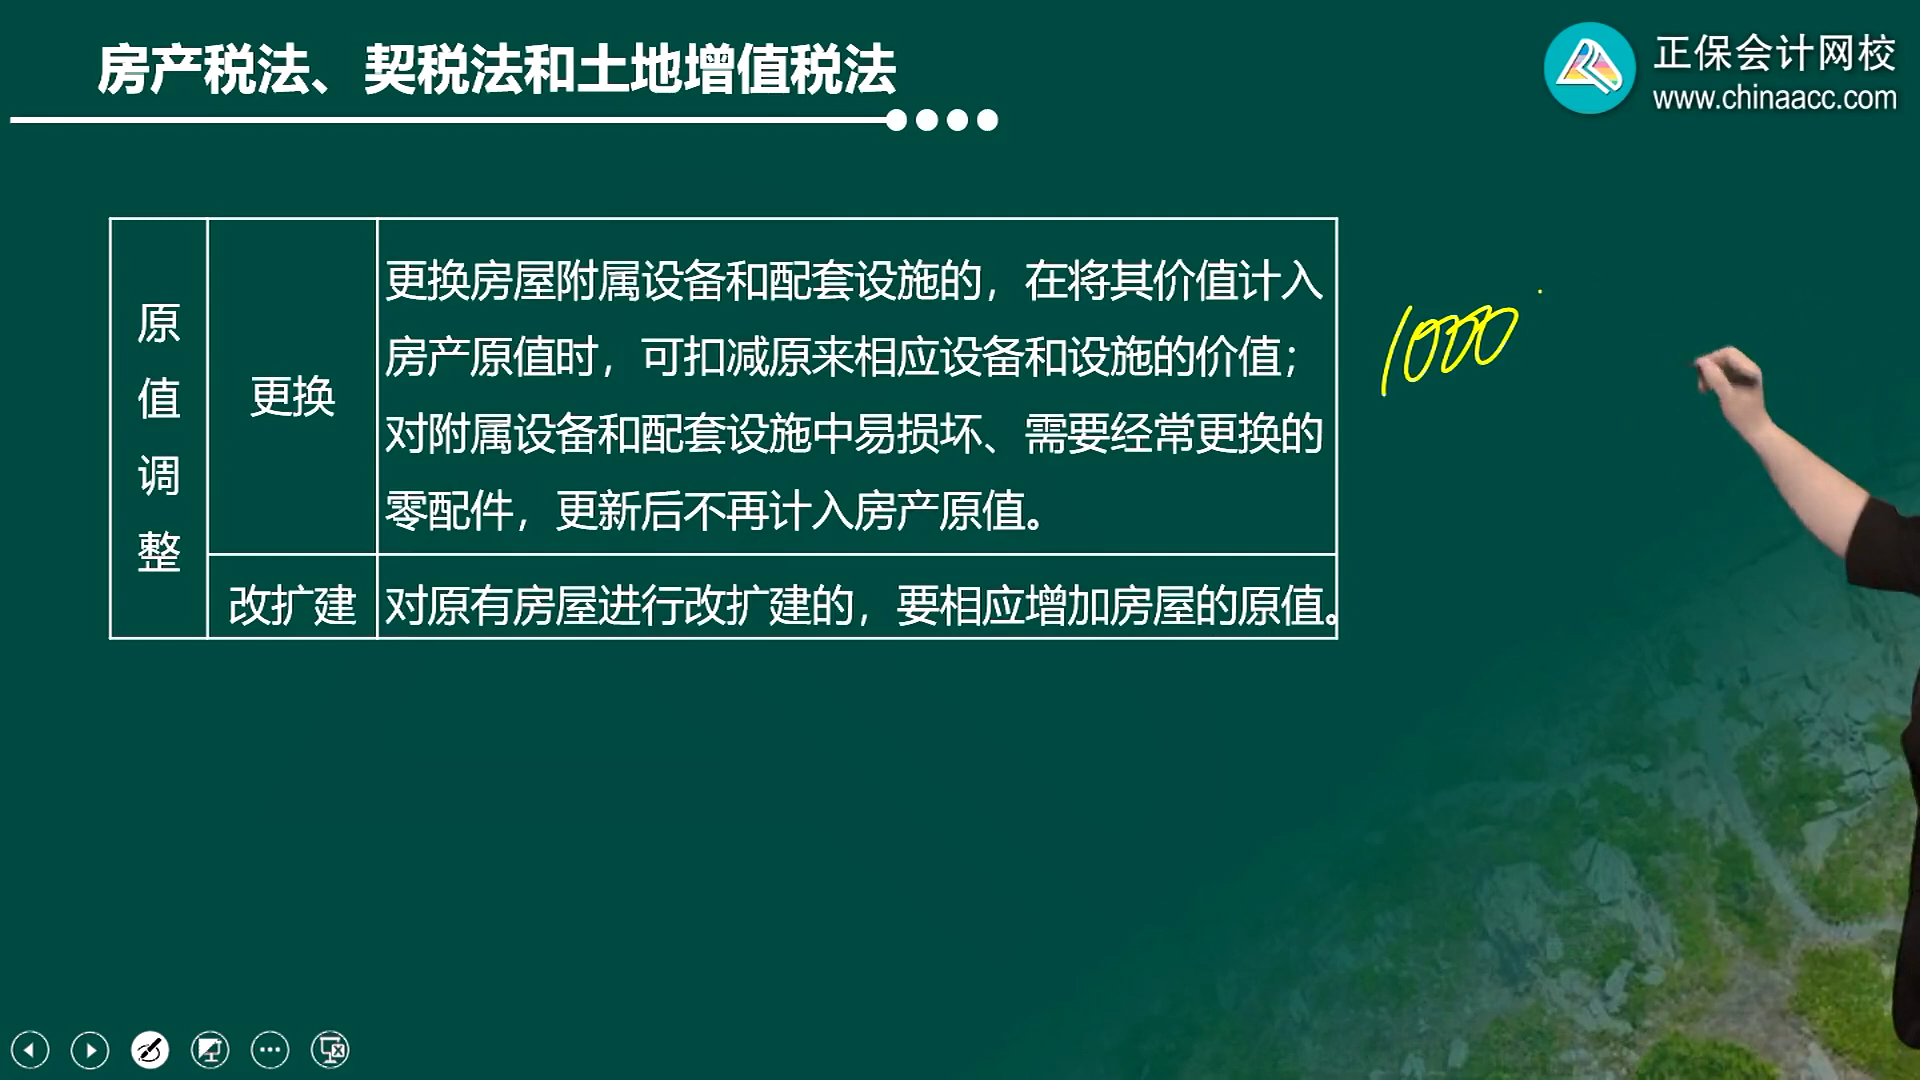 房产税法、契税法和土地增值税法
正保会计网校
www.chinaacc.com
原值调整
更换
更换房屋附属设备和配套设施的，在将其价值计入
房产原值时，可扣减原来相应设备和设施的价值；
对附属设备和配套设施中易损坏、需要经常更换的
零配件，更新后不再计入房产原值。
改扩建
对原有房屋进行改扩建的，要相应增加房屋的原值。
1000